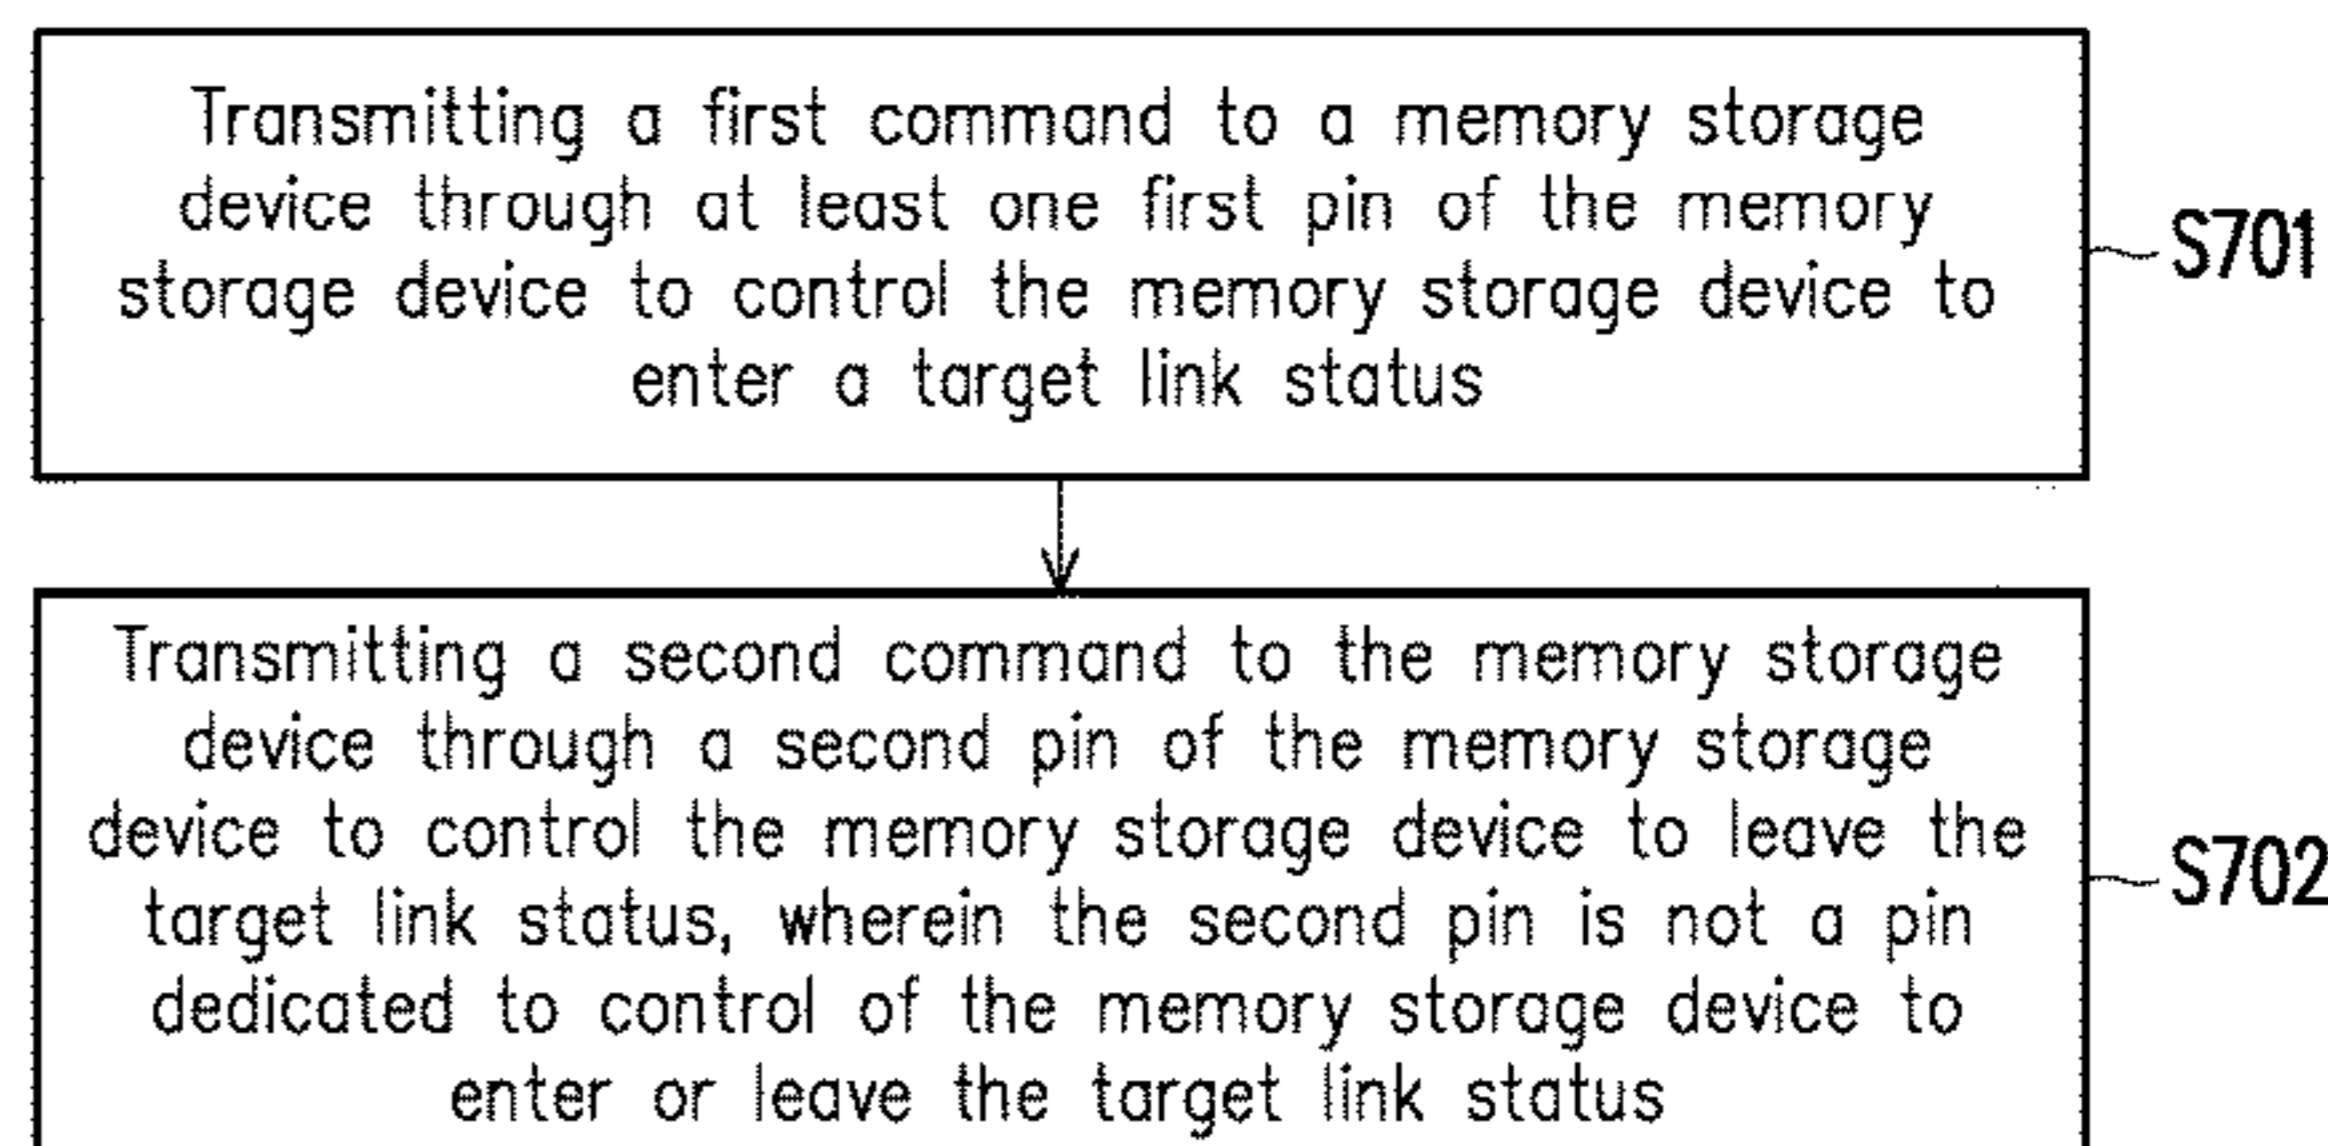 Transmitting a first command to a memory storage
device through at least one first pin of the memory
storage device to control the memory storage device to
enter a target link status
S701
Transmitting a second command to the memory storage
device through a second pin of the memory storage
device to control the memory storage device to leave the
target link status, wherein the second pin is not a pin
dedicated to control of the memory storage device to
enter or leave the target link status
S702